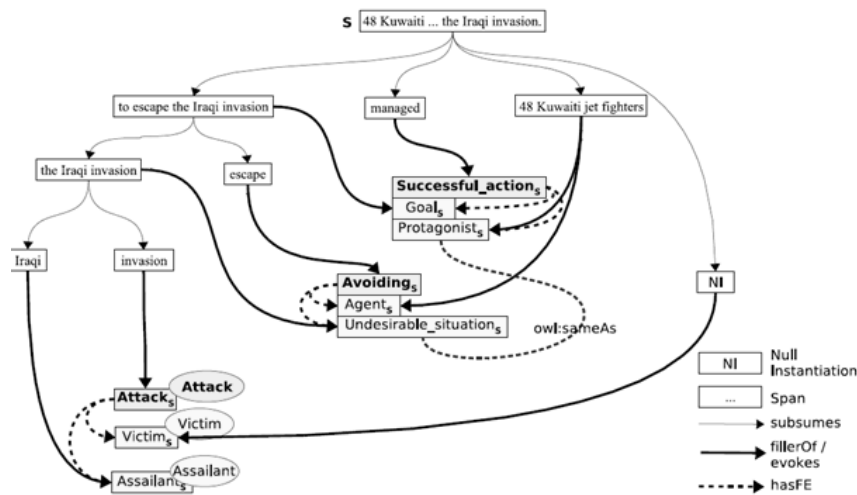 S 48 Kuwaiti ... the Iraqi invasion.
to escape the Iraqi invasion
managed
48 Kuwaiti jet fighters
the Iraqi invasion
escape
Successful_actionS
GoalS
ProtagonistS
Iraqi
invasion
AvoidingS
AgentS
Undesirable_situationS
NI
owl:sameAs
AttackS Attack
VictimS Victim
AssailantS Assailant
NI Null Instantiation
... Span
subsumes
fillerOf / evokes
hasFE